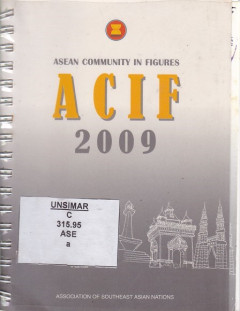 ASEAN COMMUNITY IN FIGURES
ACIF
2009
UNSIMAR
C
315.95
ASE
a
ASSOCIATION OF SOUTHEAST ASIAN NATIONS